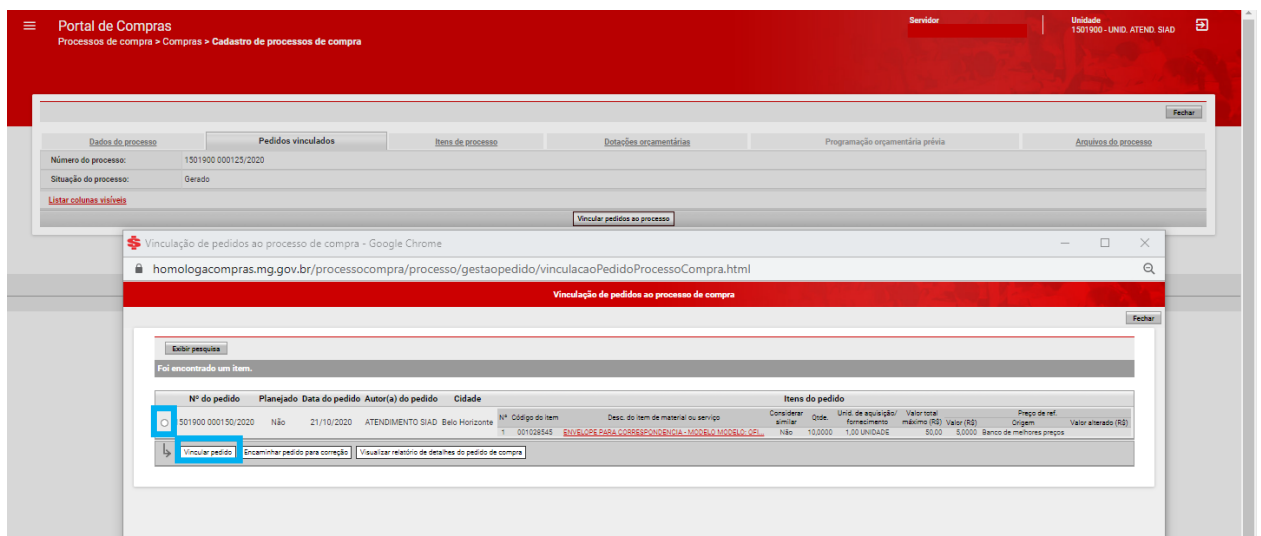 Portal de Compras
Processos de compra > Compras > Cadastro de processos de compra
Servidor
Unidade
1501900 - UNID. ATEND. SIAD
Fechar
Dados do processo Pedidos vinculados Itens de processo Dotações orçamentárias Programação orçamentária prévia Arquivos do processo
Número do processo: 1501900 000125/2020
Situação do processo: Gerado
Listar colunas visíveis
Vincular pedidos ao processo
Vinculação de pedidos ao processo de compra - Google Chrome
homologacompras.mg.gov.br/processocompra/processo/gestaopedido/vinculacaoPedidoProcessoCompra.html
Vinculação de pedidos ao processo de compra
Fechar
Exibir pesquisa
Foi encontrado um item.
Nº do pedido Planejado Data do pedido Autor(a) do pedido Cidade Itens do pedido
Nº Código do item Desc. do item de material ou serviço Considerar similar Qtde. Unid. de aquisição/ fornecimento Valor total máximo (R$) Preço de ref. Valor (R$) Origem Valor alterado (R$)
1501900 000150/2020 Não 21/10/2020 ATENDIMENTO SIAD Belo Horizonte
1 001028545 ENVELOPE PARA CORRESPONDENCIA - MODELO MODELO: OFI... Não 10,0000 1,00 UNIDADE 50,00 5,0000 Banco de melhores preços
Vincular pedido Encaminhar pedido para correção Visualizar relatório de detalhes do pedido de compra